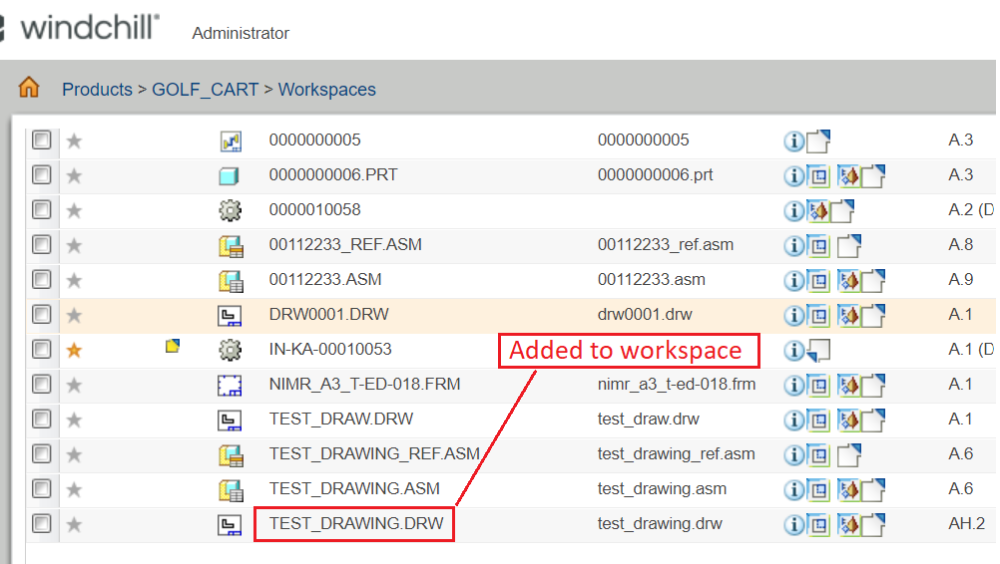 windchill® Administrator
Products > GOLF_CART > Workspaces
0000000005 0000000005 A.3
0000000006.PRT 0000000006.prt A.3
0000010058 A.2 (D
00112233_REF.ASM 00112233_ref.asm A.8
00112233.ASM 00112233.asm A.9
DRW0001.DRW drw0001.drw A.1
IN-KA-00010053 Added to workspace A.1 (D
NIMR_A3_T-ED-018.FRM nimr_a3_t-ed-018.frm A.1
TEST_DRAW.DRW test_draw.drw A.1
TEST_DRAWING_REF.ASM test_drawing_ref.asm A.6
TEST_DRAWING.ASM test_drawing.asm A.6
TEST_DRAWING.DRW test_drawing.drw AH.2